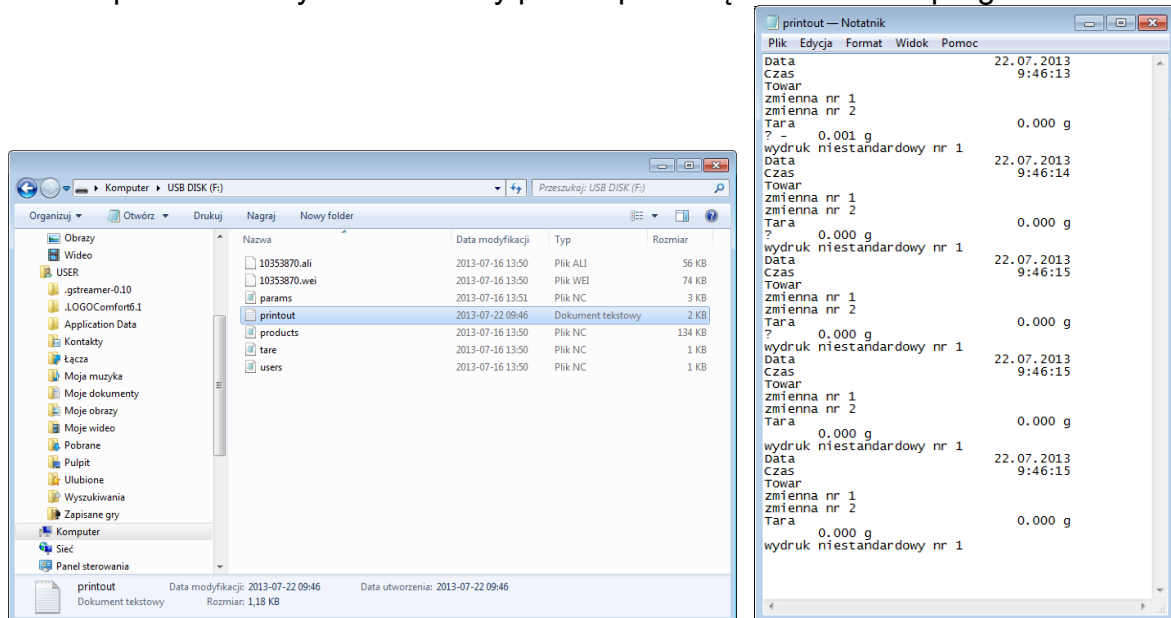 printout — Notatnik
Plik Edycja Format Widok Pomoc
Data 22.07.2013
Czas 9:46:13
Towar
zmienna nr 1
zmienna nr 2
Tara 0.000 g
? - 0.001 g
wydruk niestandardowy nr 1
Data 22.07.2013
Czas 9:46:14
Towar
zmienna nr 1
zmienna nr 2
Tara 0.000 g
? 0.000 g
wydruk niestandardowy nr 1
Data 22.07.2013
Czas 9:46:15
Towar
zmienna nr 1
zmienna nr 2
Tara 0.000 g
? 0.000 g
wydruk niestandardowy nr 1
Data 22.07.2013
Czas 9:46:15
Towar
zmienna nr 1
zmienna nr 2
Tara 0.000 g
0.000 g
wydruk niestandardowy nr 1
Data 22.07.2013
Czas 9:46:15
Towar
zmienna nr 1
zmienna nr 2
Tara 0.000 g
0.000 g
wydruk niestandardowy nr 1
Komputer USB DISK (F:) Przeszukaj: USB DISK (F:)
Organizuj Otwórz Drukuj Nagraj Nowy folder
Obrazy
Wideo
USER
.gstreamer-0.10
.LOGOComfort6.1
Application Data
Kontakty
Łącza
Moja muzyka
Moje dokumenty
Moje obrazy
Moje wideo
Pobrane
Pulpit
Ulubione
Wyszukiwania
Zapisane gry
Komputer
Sieć
Panel sterowania
Nazwa Data modyfikacji Typ Rozmiar
10353870.ali 2013-07-16 13:50 Plik ALI 56 KB
10353870.wei 2013-07-16 13:50 Plik WEI 74 KB
params 2013-07-16 13:51 Plik NC 3 KB
printout 2013-07-22 09:46 Dokument tekstowy 2 KB
products 2013-07-16 13:50 Plik NC 134 KB
tare 2013-07-16 13:50 Plik NC 1 KB
users 2013-07-16 13:50 Plik NC 1 KB
printout Data modyfikacji: 2013-07-22 09:46 Data utworzenia: 2013-07-22 09:46
Dokument tekstowy Rozmiar: 1,18 KB